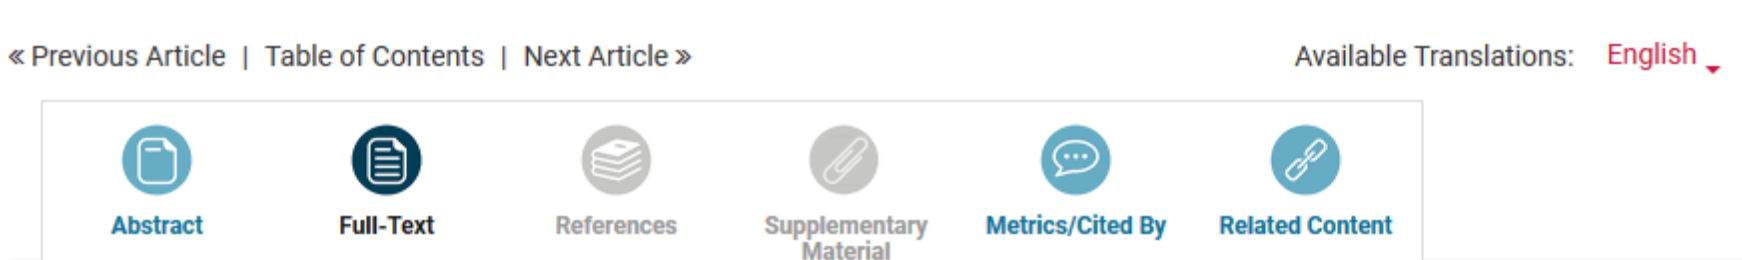 « Previous Article | Table of Contents | Next Article »
Available Translations: English
Abstract
Full-Text
References
Supplementary
Material
Metrics/Cited By
Related Content